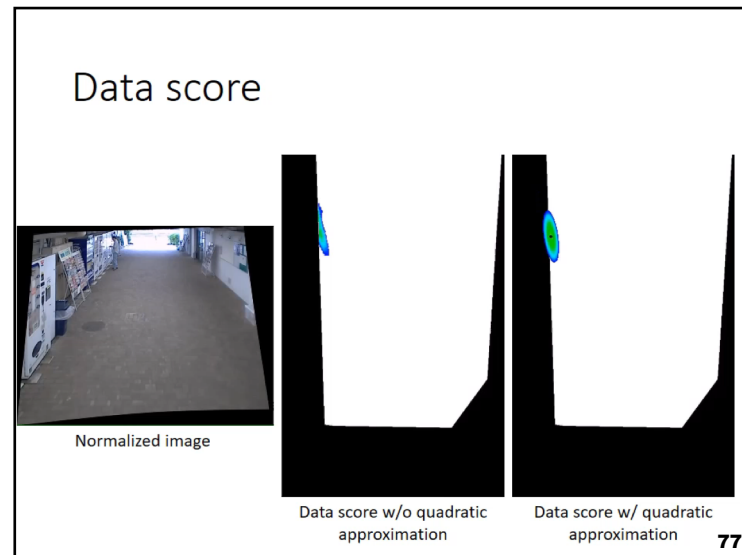 Data score
Normalized image
Data score w/o quadratic
approximation
Data score w/ quadratic
approximation
77